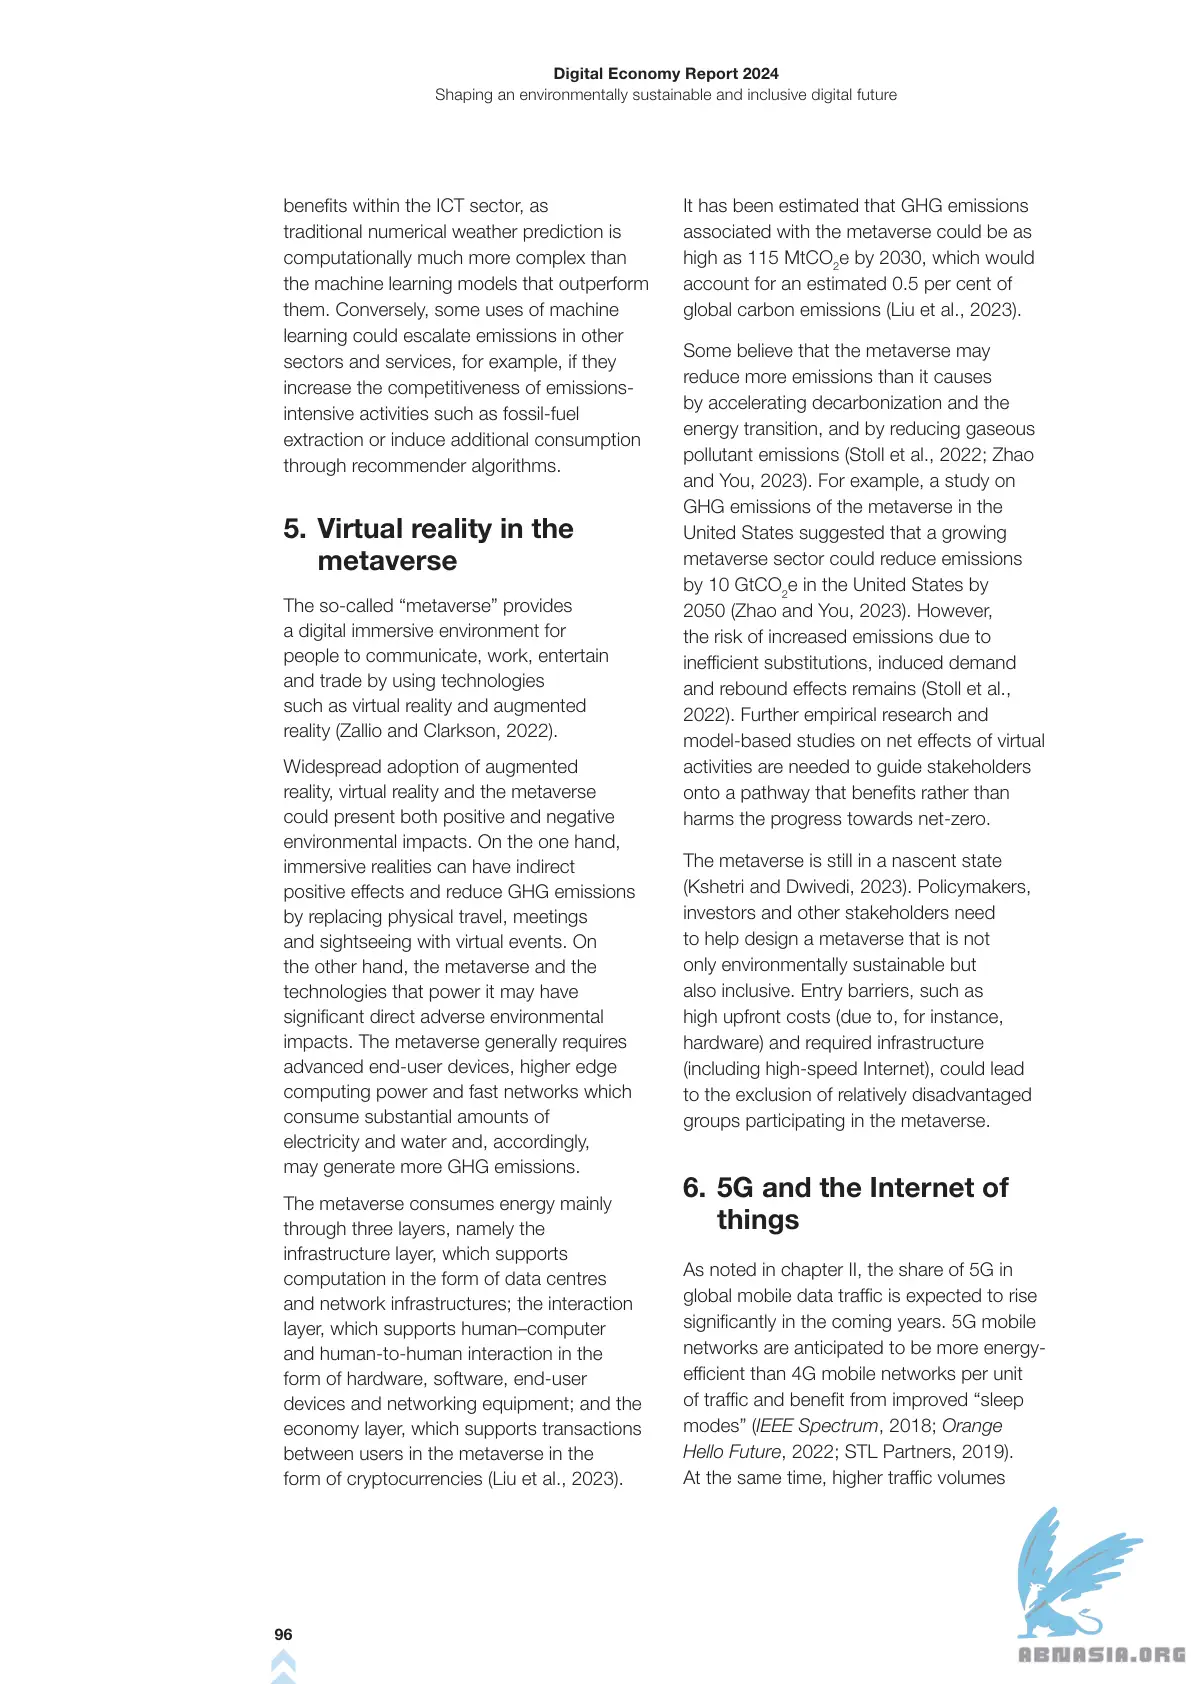 Digital Economy Report 2024
Shaping an environmentally sustainable and inclusive digital future
benefits within the ICT sector, as
traditional numerical weather prediction is
computationally much more complex than
the machine learning models that outperform
them. Conversely, some uses of machine
learning could escalate emissions in other
sectors and services, for example, if they
increase the competitiveness of emissions-
intensive activities such as fossil-fuel
extraction or induce additional consumption
through recommender algorithms.
5. Virtual reality in the
metaverse
The so-called “metaverse” provides
a digital immersive environment for
people to communicate, work, entertain
and trade by using technologies
such as virtual reality and augmented
reality (Zallio and Clarkson, 2022).
Widespread adoption of augmented
reality, virtual reality and the metaverse
could present both positive and negative
environmental impacts. On the one hand,
immersive realities can have indirect
positive effects and reduce GHG emissions
by replacing physical travel, meetings
and sightseeing with virtual events. On
the other hand, the metaverse and the
technologies that power it may have
significant direct adverse environmental
impacts. The metaverse generally requires
advanced end-user devices, higher edge
computing power and fast networks which
consume substantial amounts of
electricity and water and, accordingly,
may generate more GHG emissions.
The metaverse consumes energy mainly
through three layers, namely the
infrastructure layer, which supports
computation in the form of data centres
and network infrastructures; the interaction
layer, which supports human–computer
and human-to-human interaction in the
form of hardware, software, end-user
devices and networking equipment; and the
economy layer, which supports transactions
between users in the metaverse in the
form of cryptocurrencies (Liu et al., 2023).
It has been estimated that GHG emissions
associated with the metaverse could be as
high as 115 MtCO₂e by 2030, which would
account for an estimated 0.5 per cent of
global carbon emissions (Liu et al., 2023).
Some believe that the metaverse may
reduce more emissions than it causes
by accelerating decarbonization and the
energy transition, and by reducing gaseous
pollutant emissions (Stoll et al., 2022; Zhao
and You, 2023). For example, a study on
GHG emissions of the metaverse in the
United States suggested that a growing
metaverse sector could reduce emissions
by 10 GtCO₂e in the United States by
2050 (Zhao and You, 2023). However,
the risk of increased emissions due to
inefficient substitutions, induced demand
and rebound effects remains (Stoll et al.,
2022). Further empirical research and
model-based studies on net effects of virtual
activities are needed to guide stakeholders
onto a pathway that benefits rather than
harms the progress towards net-zero.
The metaverse is still in a nascent state
(Kshetri and Dwivedi, 2023). Policymakers,
investors and other stakeholders need
to help design a metaverse that is not
only environmentally sustainable but
also inclusive. Entry barriers, such as
high upfront costs (due to, for instance,
hardware) and required infrastructure
(including high-speed Internet), could lead
to the exclusion of relatively disadvantaged
groups participating in the metaverse.
6. 5G and the Internet of
things
As noted in chapter II, the share of 5G in
global mobile data traffic is expected to rise
significantly in the coming years. 5G mobile
networks are anticipated to be more energy-
efficient than 4G mobile networks per unit
of traffic and benefit from improved “sleep
modes” (IEEE Spectrum, 2018; Orange
Hello Future, 2022; STL Partners, 2019).
At the same time, higher traffic volumes
96
ABNASIA.ORG